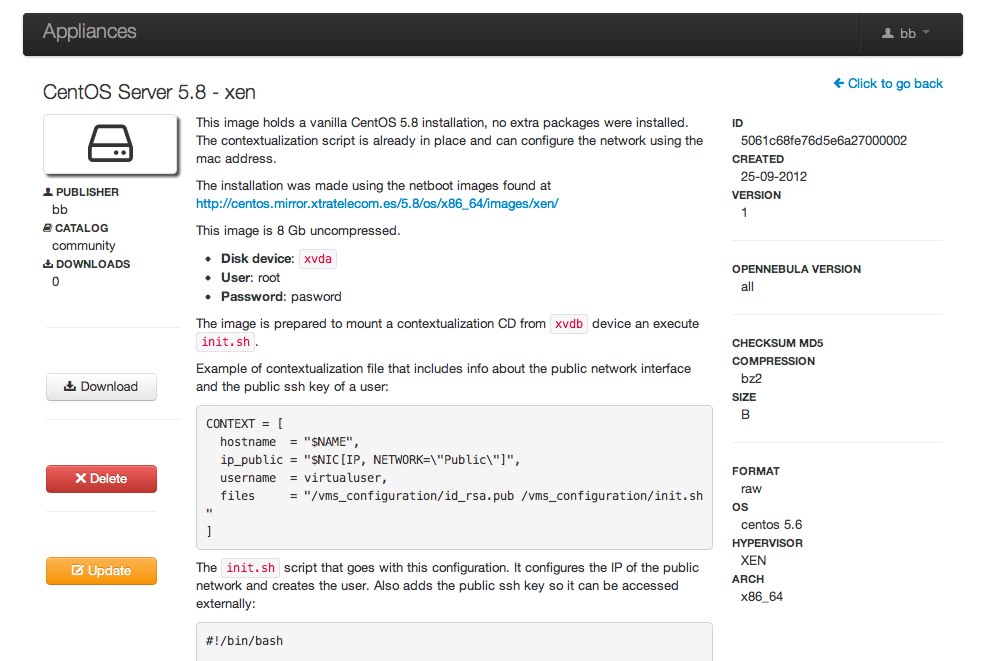 Appliances
bb
CentOS Server 5.8 - xen
Click to go back
PUBLISHER
bb
CATALOG
community
DOWNLOADS
0
Download
Delete
Update
This image holds a vanilla CentOS 5.8 installation, no extra packages were installed.
The contextualization script is already in place and can configure the network using the
mac address.
The installation was made using the netboot images found at
http://centos.mirror.xtratelecom.es/5.8/os/x86_64/images/xen/
This image is 8 Gb uncompressed.
Disk device: xvda
User: root
Password: pasword
The image is prepared to mount a contextualization CD from xvdb device an execute
init.sh.
Example of contextualization file that includes info about the public network interface
and the public ssh key of a user:
CONTEXT = [
  hostname  = "$NAME",
  ip_public = "$NIC[IP, NETWORK=\"Public\"]",
  username  = virtualuser,
  files     = "/vms_configuration/id_rsa.pub /vms_configuration/init.sh
"
]
The init.sh script that goes with this configuration. It configures the IP of the public
network and creates the user. Also adds the public ssh key so it can be accessed
externally:
#!/bin/bash
ID
5061c68fe76d5e6a27000002
CREATED
25-09-2012
VERSION
1
OPENNEBULA VERSION
all
CHECKSUM MD5
COMPRESSION
bz2
SIZE
B
FORMAT
raw
OS
centos 5.6
HYPERVISOR
XEN
ARCH
x86_64